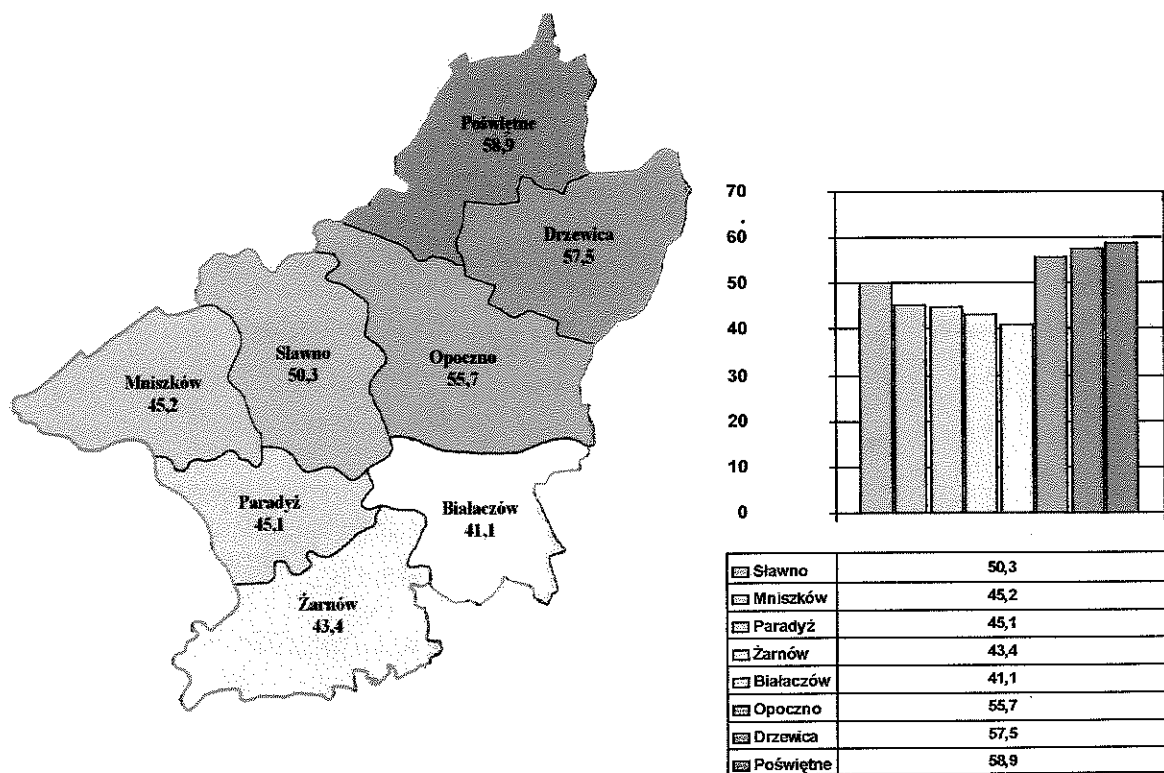 Poświętne
58,9
Drzewica
57,5
Sławno
50,3
Opoczno
55,7
Mniszków
45,2
Paradyż
45,1
Białaczów
41,1
Żarnów
43,4
70
60
50
40
30
20
10
0
Sławno 50,3
Mniszków 45,2
Paradyż 45,1
Żarnów 43,4
Białaczów 41,1
Opoczno 55,7
Drzewica 57,5
Poświętne 58,9